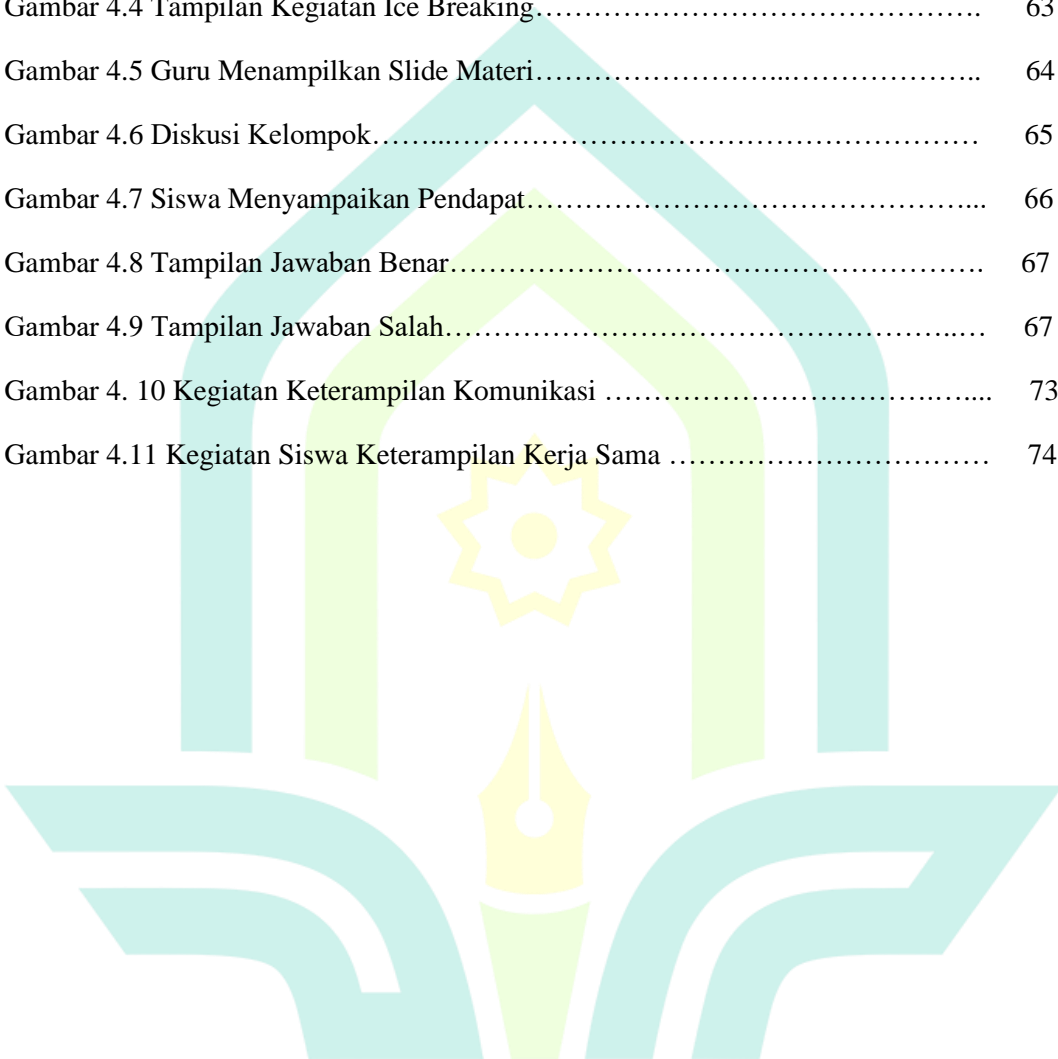 Gambar 4.4 Tampilan Kegiatan Ice Breaking……………………………………………. 63
Gambar 4.5 Guru Menampilkan Slide Materi…….……………...……………….. 64
Gambar 4.6 Diskusi Kelompok……...……………………………………………… 65
Gambar 4.7 Siswa Menyampaikan Pendapat……………………………………... 66
Gambar 4.8 Tampilan Jawaban Benar………………………………………………. 67
Gambar 4.9 Tampilan Jawaban Salah……………………………………………..… 67
Gambar 4. 10 Kegiatan Keterampilan Komunikasi …………………………….….... 73
Gambar 4.11 Kegiatan Siswa Keterampilan Kerja Sama …………………………… 74